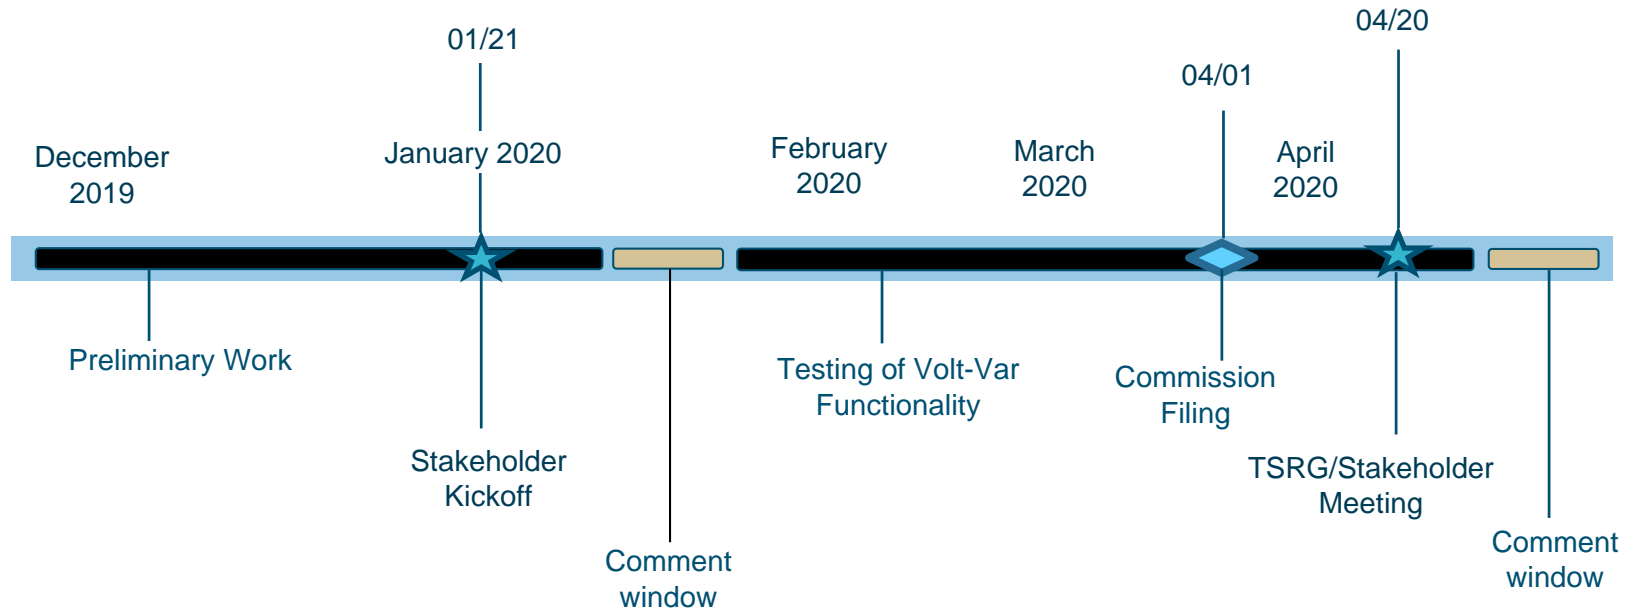 01/21
04/20
04/01
December
2019
January 2020
February
2020
March
2020
April
2020
Preliminary Work
Testing of Volt-Var
Functionality
Commission
Filing
Stakeholder
Kickoff
TSRG/Stakeholder
Meeting
Comment
window
Comment
window